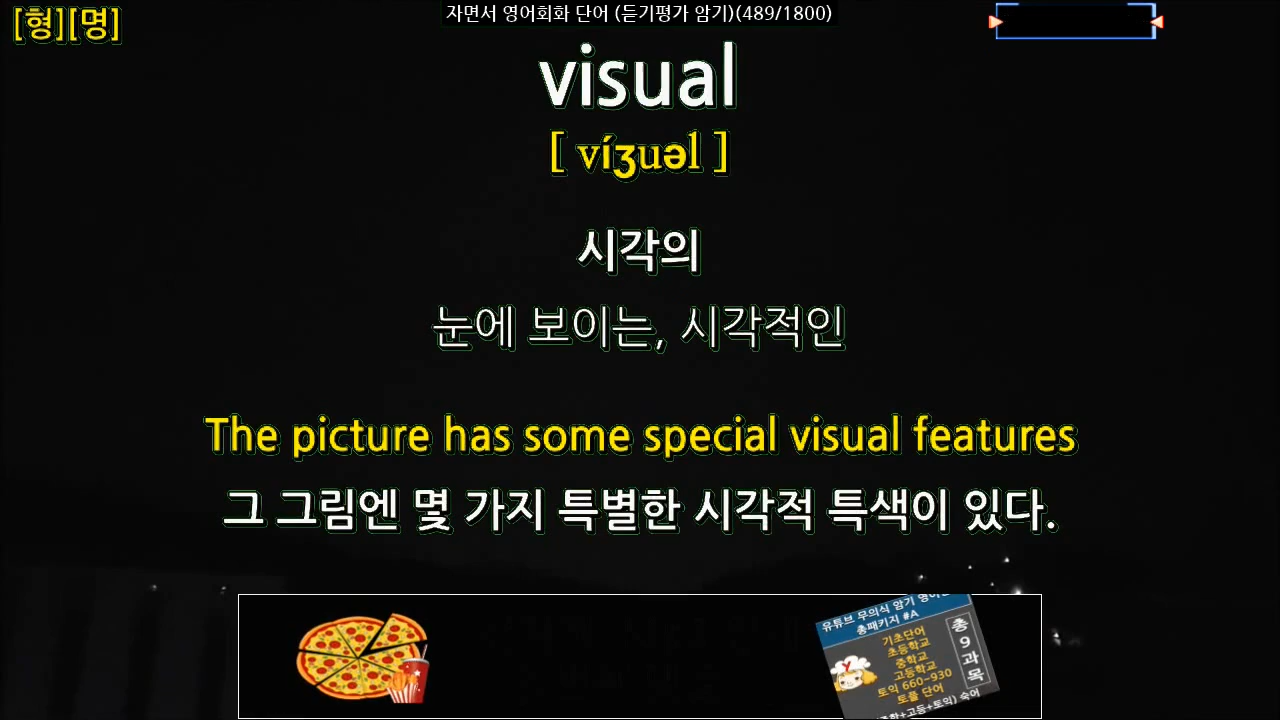 [형][명]
자면서 영어회화 단어 (듣기평가 암기)(489/1800)
visual
[ víʒuəl ]
시각의
눈에 보이는, 시각적인
The picture has some special visual features
그 그림엔 몇 가지 특별한 시각적 특색이 있다.
유튜브 무의식 암기
총패키지 #A
기초단어
초등학교
중학교
고등학교
토익 660~930
토플 단어
+고등+토익) 숙어
총
9
과
목